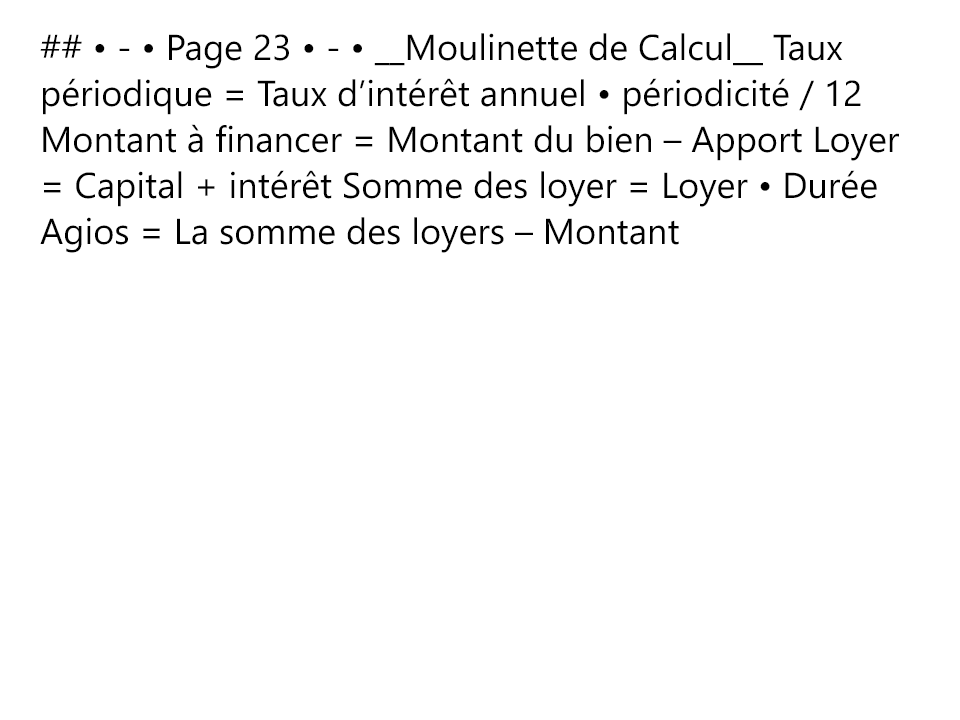 ## • - • Page 23 • - • __Moulinette de Calcul__ Taux
périodique = Taux d’intérêt annuel • périodicité / 12
Montant à financer = Montant du bien – Apport Loyer
= Capital + intérêt Somme des loyer = Loyer • Durée
Agios = La somme des loyers – Montant